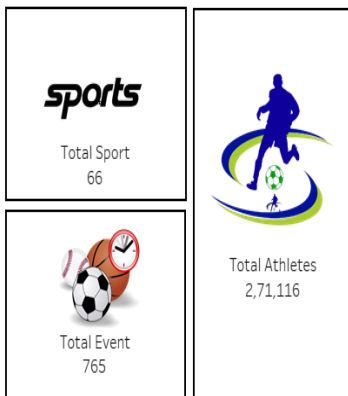 sports
Total Sport
66
Total Event
765
Total Athletes
2,71,116